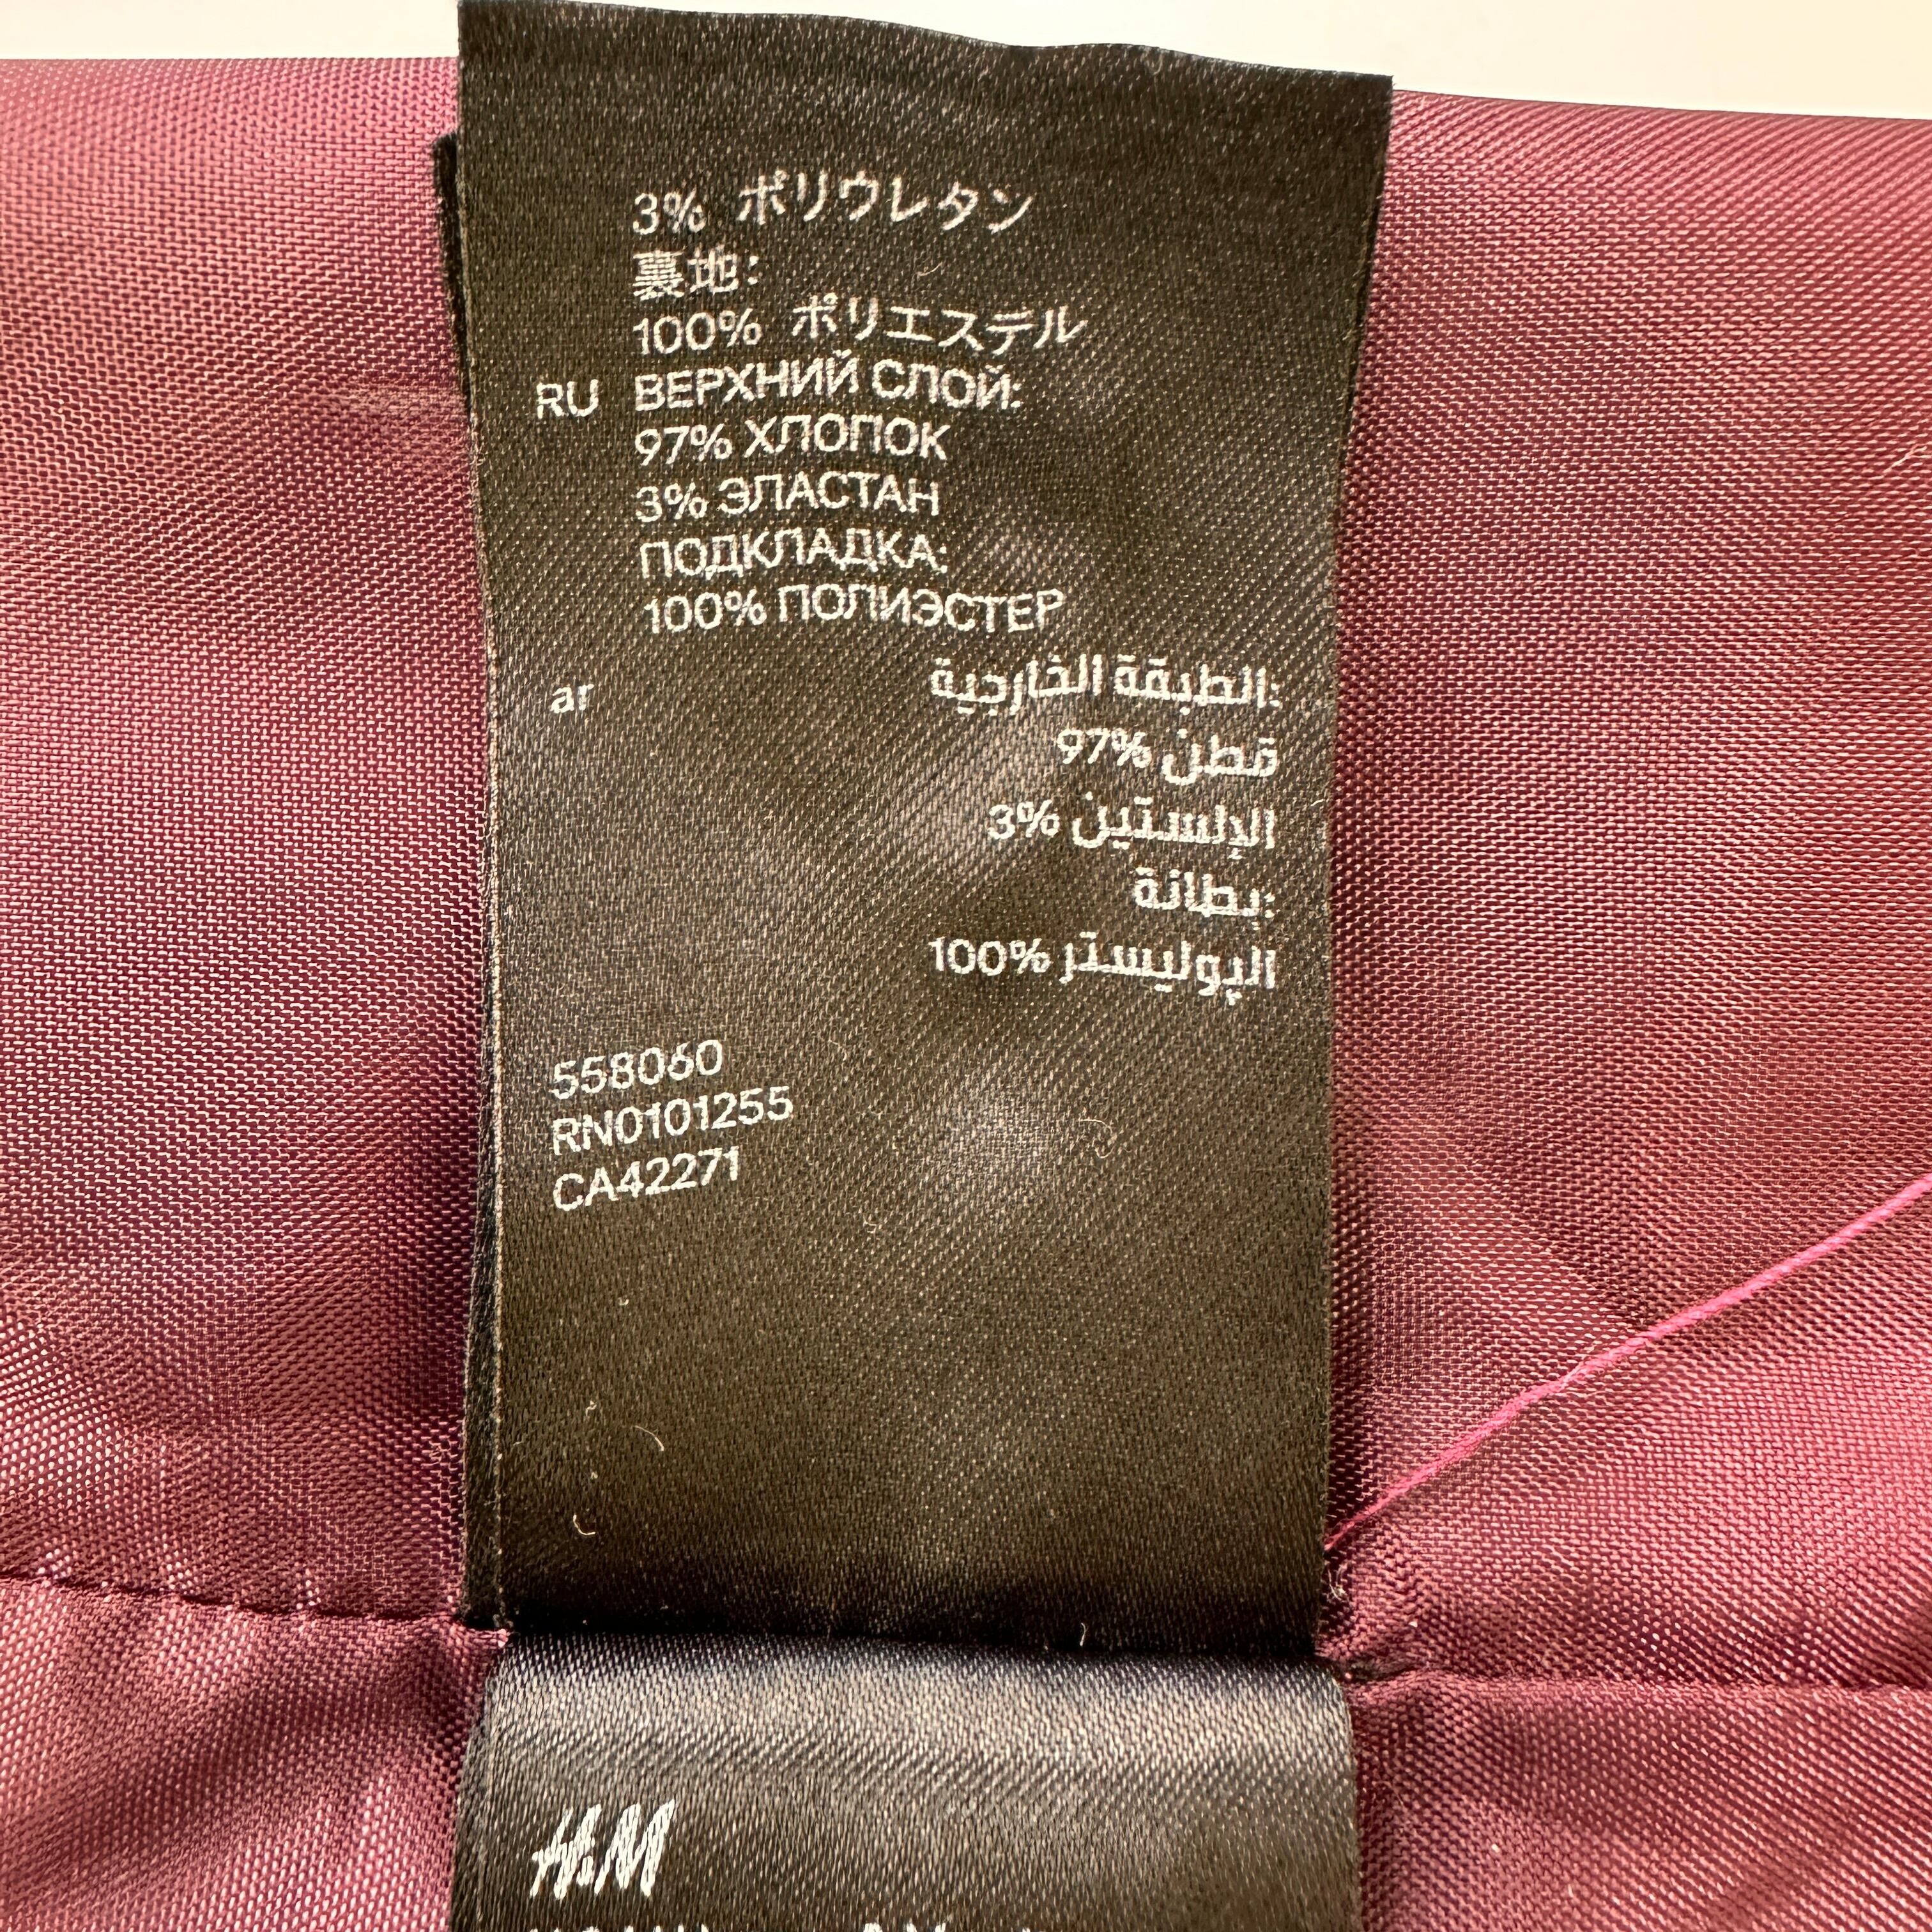 3% ポリウレタン
裏地:
100% ポリエステル
RU ВЕРХНИЙ СЛОЙ:
97% ХЛОПОК
3% ЭЛАСТАН
ПОДКЛАДКА:
100% ПОЛИЭСТЕР
ar الطبقة الخارجية:
قطن 97%
الإلستين 3%
بطانة:
البوليستر 100%
558060
RN0101255
CA42271
H&M